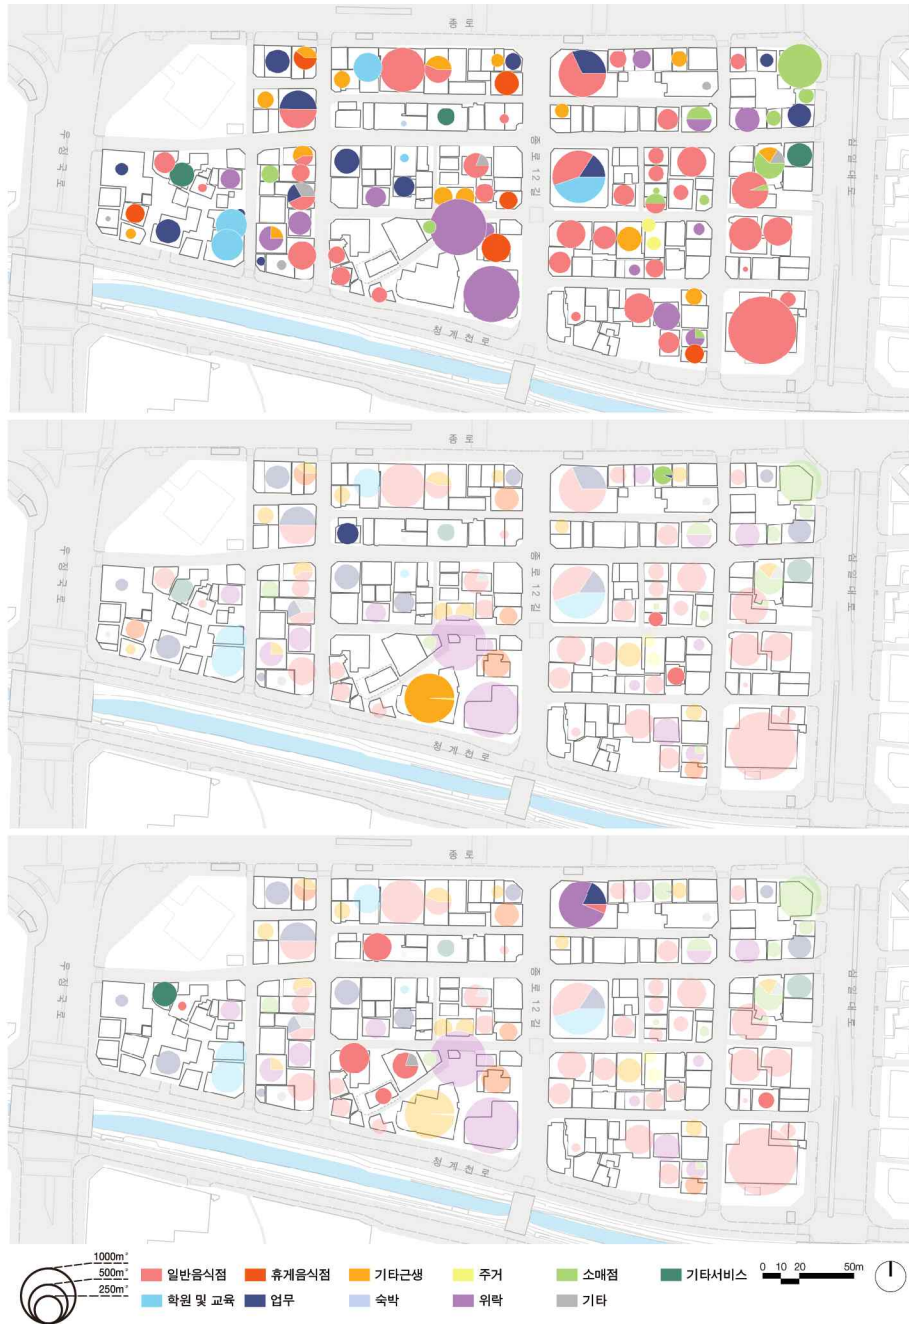 종로
우정국로
종로12길
삼일대로
청계천로
종로
우정국로
종로12길
삼일대로
청계천로
종로
우정국로
종로12길
삼일대로
청계천로
1000m²
500m²
250m²
일반음식점 휴게음식점 기타근생 주거 소매점 기타서비스
학원 및 교육 업무 숙박 위락 기타
0 10 20 50m